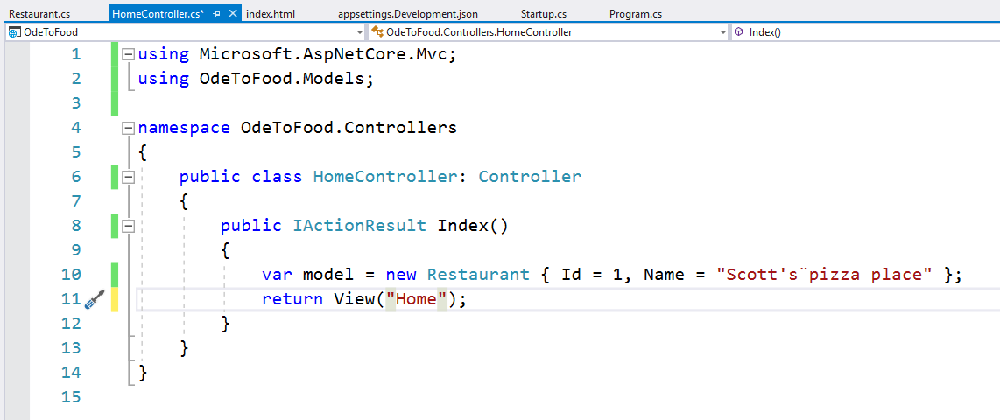 Restaurant.cs HomeController.cs* index.html appsettings.Development.json Startup.cs Program.cs
OdeToFood OdeToFood.Controllers.HomeController Index()
1 using Microsoft.AspNetCore.Mvc;
2 using OdeToFood.Models;
3
4 namespace OdeToFood.Controllers
5 {
6 public class HomeController: Controller
7 {
8 public IActionResult Index()
9 {
10 var model = new Restaurant { Id = 1, Name = "Scott's¨pizza place" };
11 return View("Home");
12 }
13 }
14 }
15